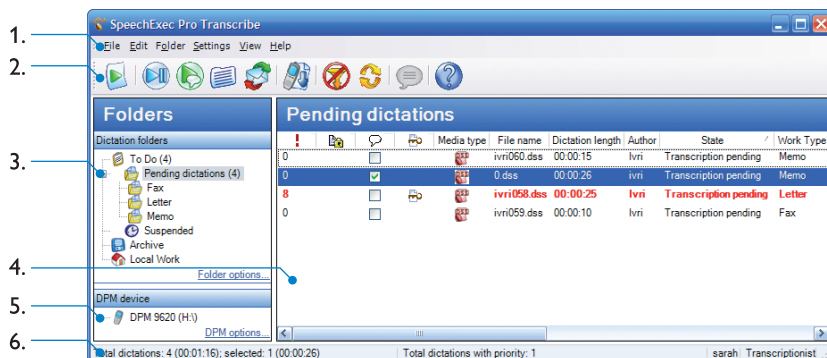 SpeechExec Pro Transcribe
1.
File Edit Folder Settings View Help
2.
Folders
Pending dictations
Dictation folders
! Media type File name Dictation length Author State Work Type
To Do (4)
0 ivri060.dss 00:00:15 Ivri Transcription pending Memo
3.
Pending dictations (4)
0 0.dss 00:00:26 Ivri Transcription pending Memo
Fax
8 ivri058.dss 00:00:25 Ivri Transcription pending Letter
Letter
0 ivri059.dss 00:00:10 Ivri Transcription pending Fax
Memo
Suspended
Archive
Local Work
4.
Folder options...
DPM device
5.
DPM 9620 (H:\)
DPM options...
6.
Total dictations: 4 (00:01:16); selected: 1 (00:00:26) Total dictations with priority: 1 sarah Transcriptionist